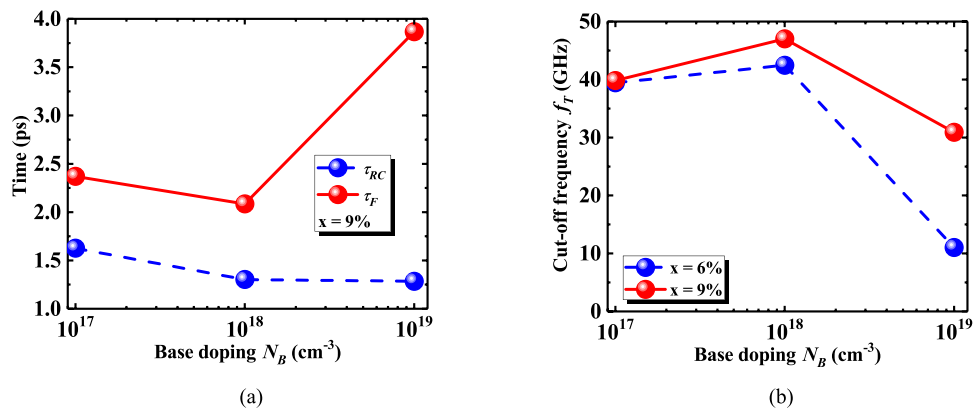 4.0
3.5
3.0
2.5
2.0
1.5
1.0
Time (ps)
τRC
τF
x = 9%
10^17
10^18
10^19
Base doping NB (cm^-3)
(a)
50
40
30
20
10
0
Cut-off frequency fT (GHz)
x = 6%
x = 9%
10^17
10^18
10^19
Base doping NB (cm^-3)
(b)